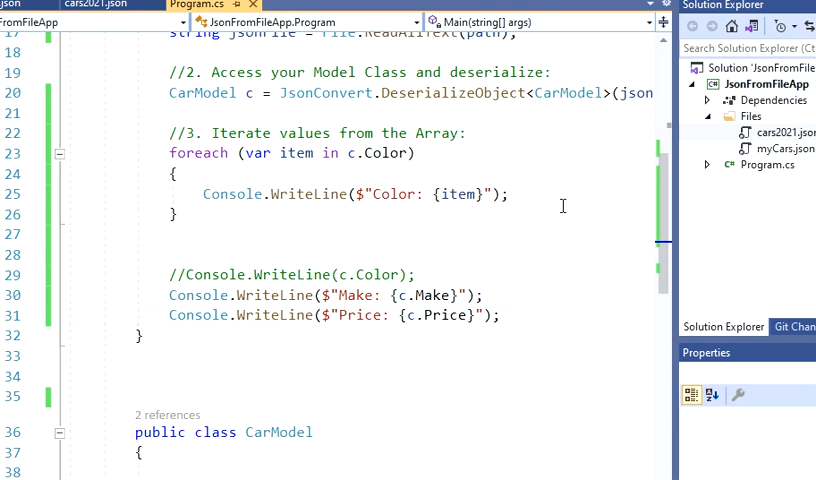 .json
cars2021.json
Program.cs
Solution Explorer
FromFileApp
JsonFromFileApp.Program
Main(string[] args)
17 string jsonFile = File.ReadAllText(path);
18
19 //2. Access your Model Class and deserialize:
20 CarModel c = JsonConvert.DeserializeObject<CarModel>(json
21
22 //3. Iterate values from the Array:
23 foreach (var item in c.Color)
24 {
25 Console.WriteLine($"Color: {item}");
26 }
27
28
29 //Console.WriteLine(c.Color);
30 Console.WriteLine($"Make: {c.Make}");
31 Console.WriteLine($"Price: {c.Price}");
32 }
33
34
35
2 references
36 public class CarModel
37 {
38
Search Solution Explorer (Ct
Solution 'JsonFromFile
JsonFromFileApp
Dependencies
Files
cars2021.jso
myCars.json
C# Program.cs
Solution Explorer
Git Chan
Properties